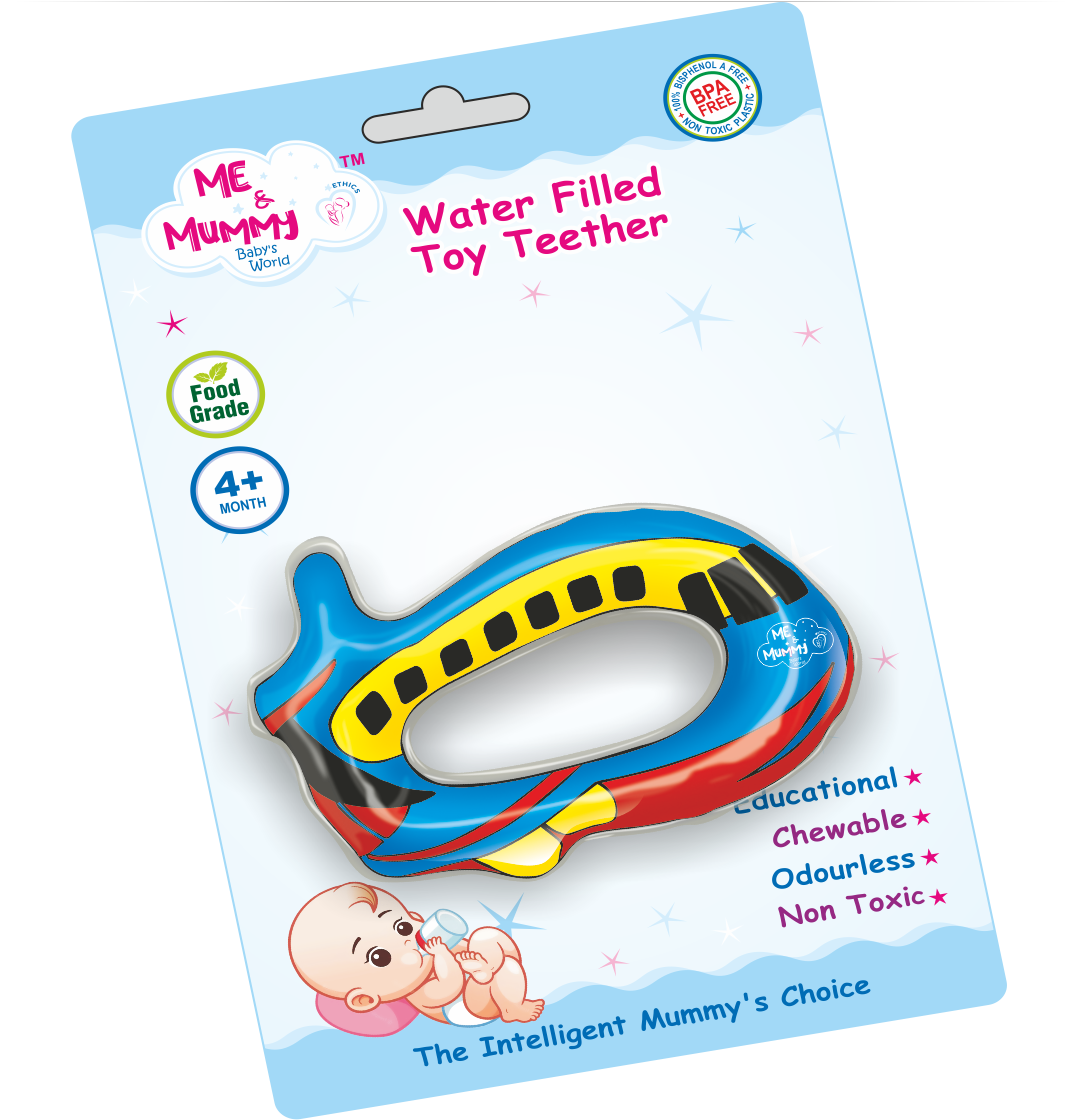 100% BISPHENOL A FREE
BPA
FREE
NON TOXIC PLASTIC
ME
&
MUMMY
Baby's
World
TM
ETHICS
Water Filled
Toy Teether
Food
Grade
4+
MONTH
ME
&
MUMMY
Educational
Chewable
Odourless
Non Toxic
The Intelligent Mummy's Choice